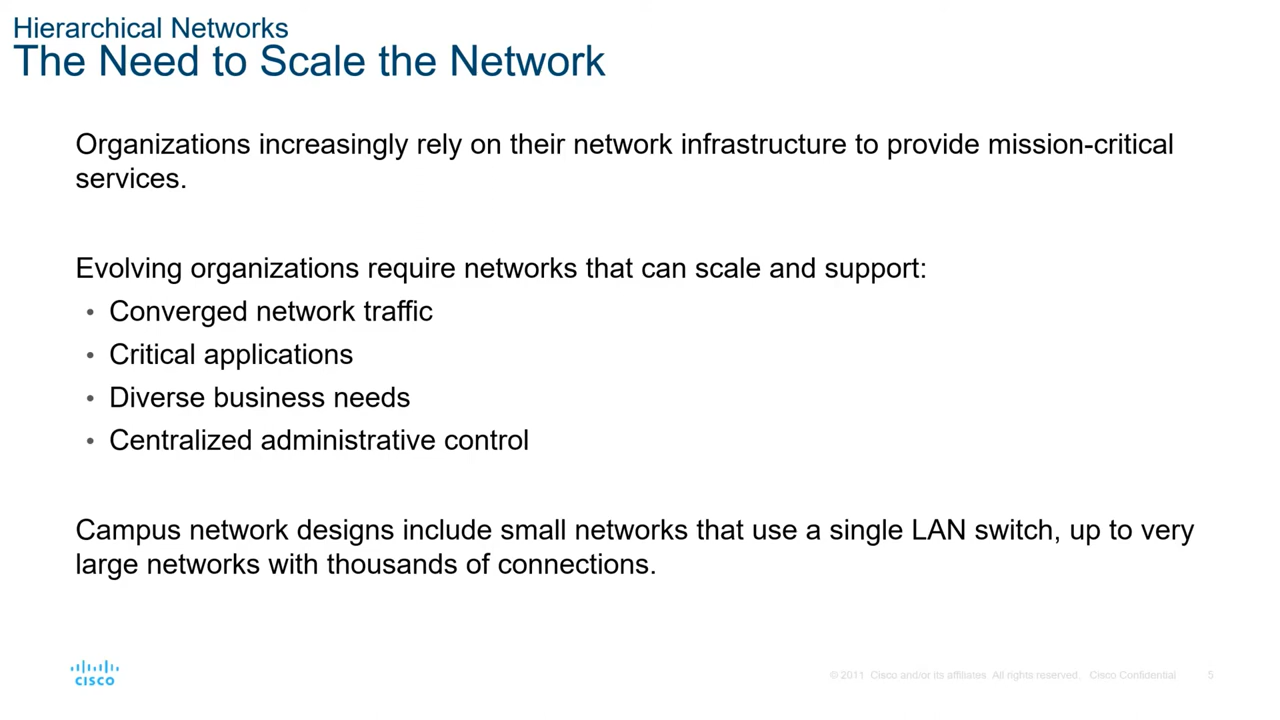 Hierarchical Networks
The Need to Scale the Network
Organizations increasingly rely on their network infrastructure to provide mission-critical
services.
Evolving organizations require networks that can scale and support:
• Converged network traffic
• Critical applications
• Diverse business needs
• Centralized administrative control
Campus network designs include small networks that use a single LAN switch, up to very
large networks with thousands of connections.
CISCO
© 2011 Cisco and/or its affiliates. All rights reserved. Cisco Confidential 5